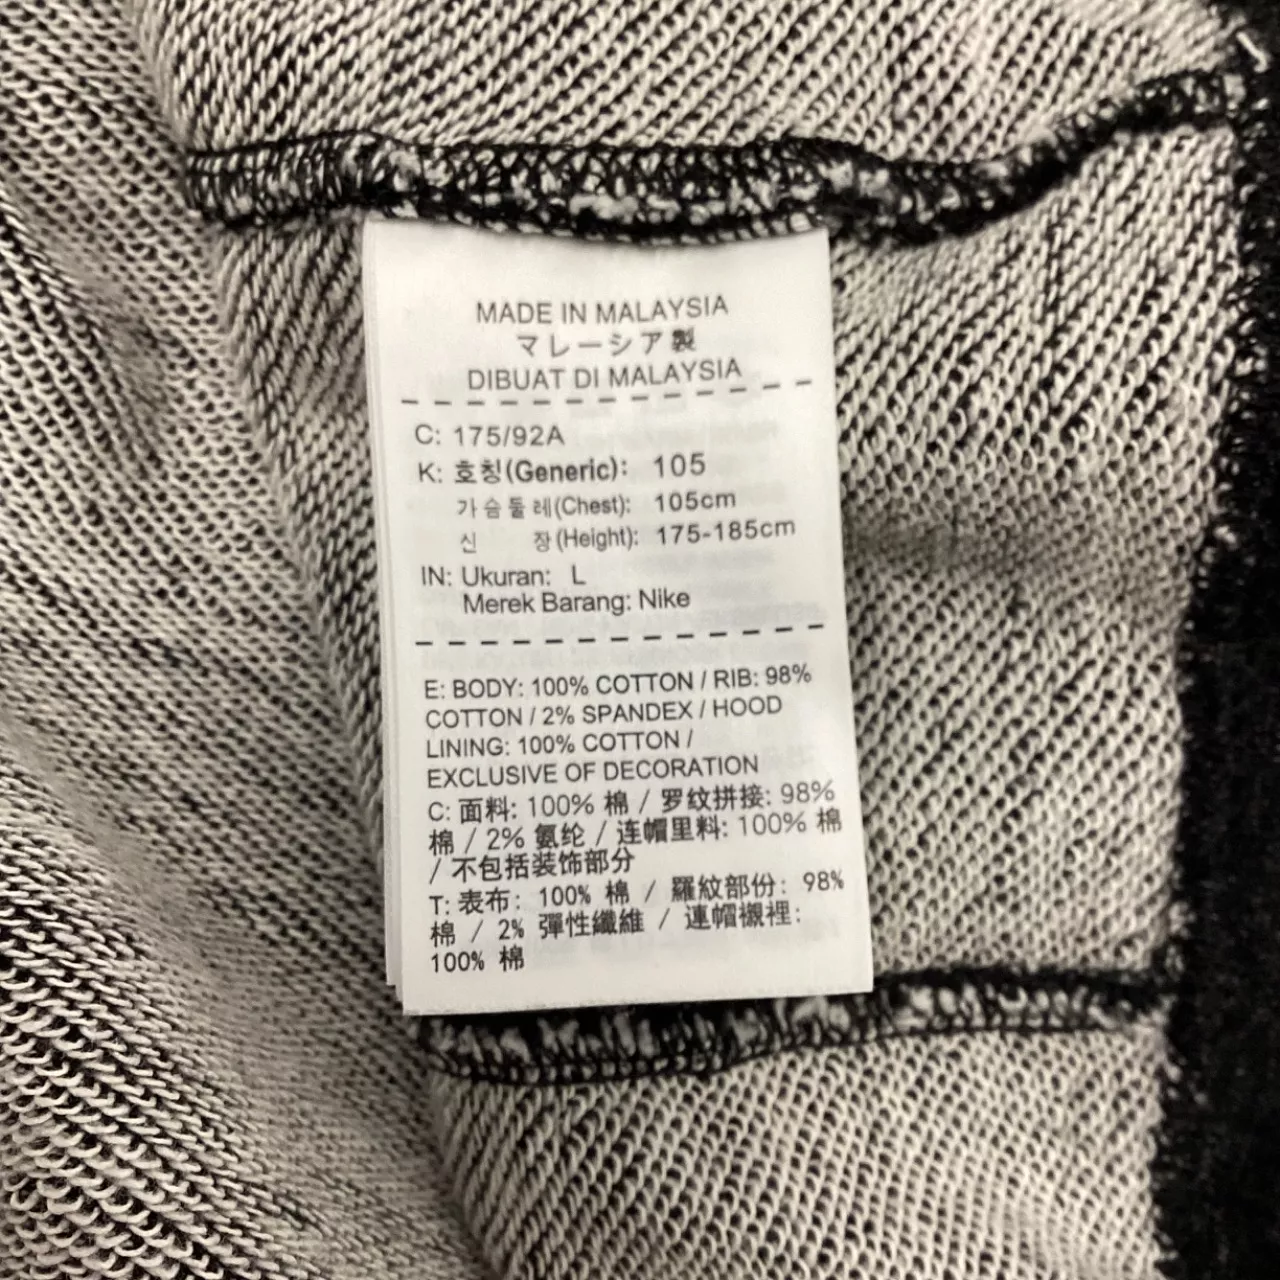 MADE IN MALAYSIA
マレーシア製
DIBUAT DI MALAYSIA
C: 175/92A
K: 호칭(Generic): 105
가슴둘레(Chest): 105cm
신 장(Height): 175-185cm
IN: Ukuran: L
Merek Barang: Nike
E: BODY: 100% COTTON / RIB: 98%
COTTON / 2% SPANDEX / HOOD
LINING: 100% COTTON /
EXCLUSIVE OF DECORATION
C: 面料: 100% 棉 / 罗纹拼接: 98%
棉 / 2% 氨纶 / 连帽里料: 100% 棉
/ 不包括装饰部分
T: 表布: 100% 棉 / 羅紋部份: 98%
棉 / 2% 彈性纖維 / 連帽襯裡:
100% 棉